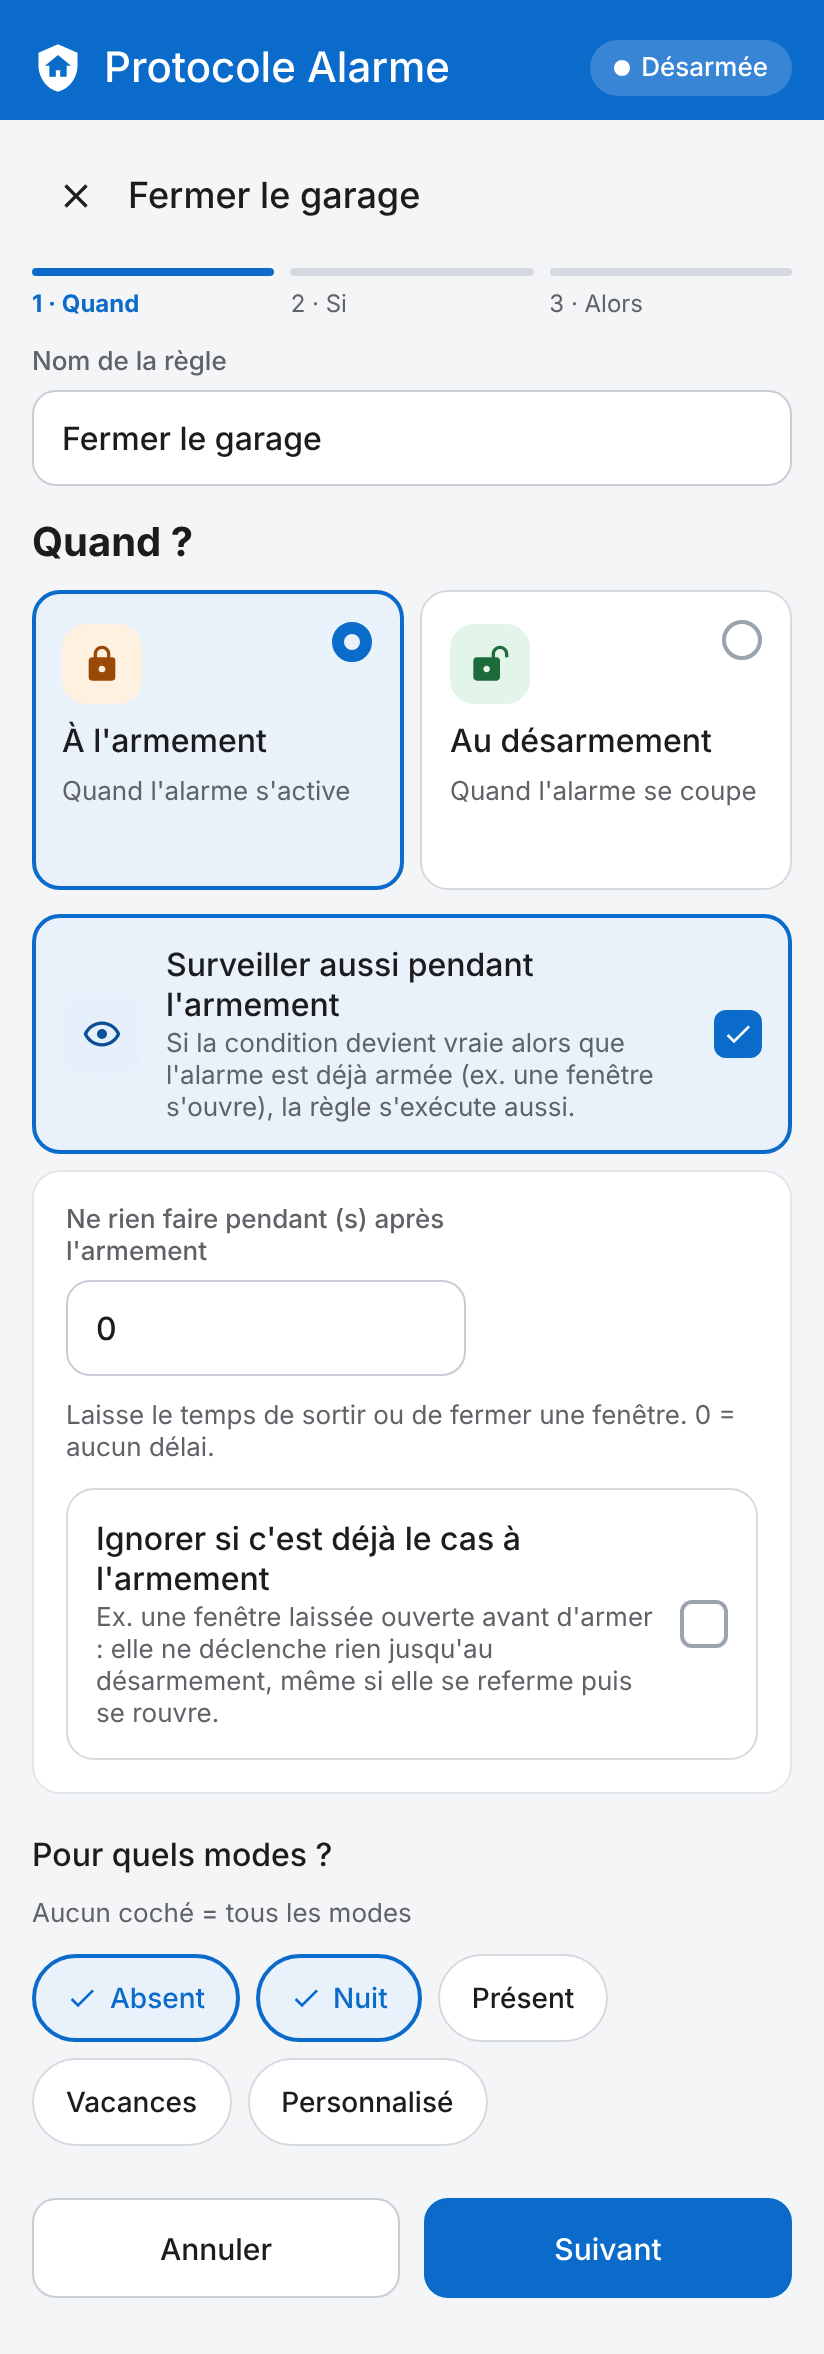 Protocole Alarme
Désarmée
Fermer le garage
1 · Quand
2 · Si
3 · Alors
Nom de la règle
Fermer le garage
Quand ?
À l'armement
Quand l'alarme s'active
Au désarmement
Quand l'alarme se coupe
Surveiller aussi pendant
l'armement
Si la condition devient vraie alors que
l'alarme est déjà armée (ex. une fenêtre
s'ouvre), la règle s'exécute aussi.
Ne rien faire pendant (s) après
l'armement
0
Laisse le temps de sortir ou de fermer une fenêtre. 0 =
aucun délai.
Ignorer si c'est déjà le cas à
l'armement
Ex. une fenêtre laissée ouverte avant d'armer
: elle ne déclenche rien jusqu'au
désarmement, même si elle se referme puis
se rouvre.
Pour quels modes ?
Aucun coché = tous les modes
Absent
Nuit
Présent
Vacances
Personnalisé
Annuler
Suivant